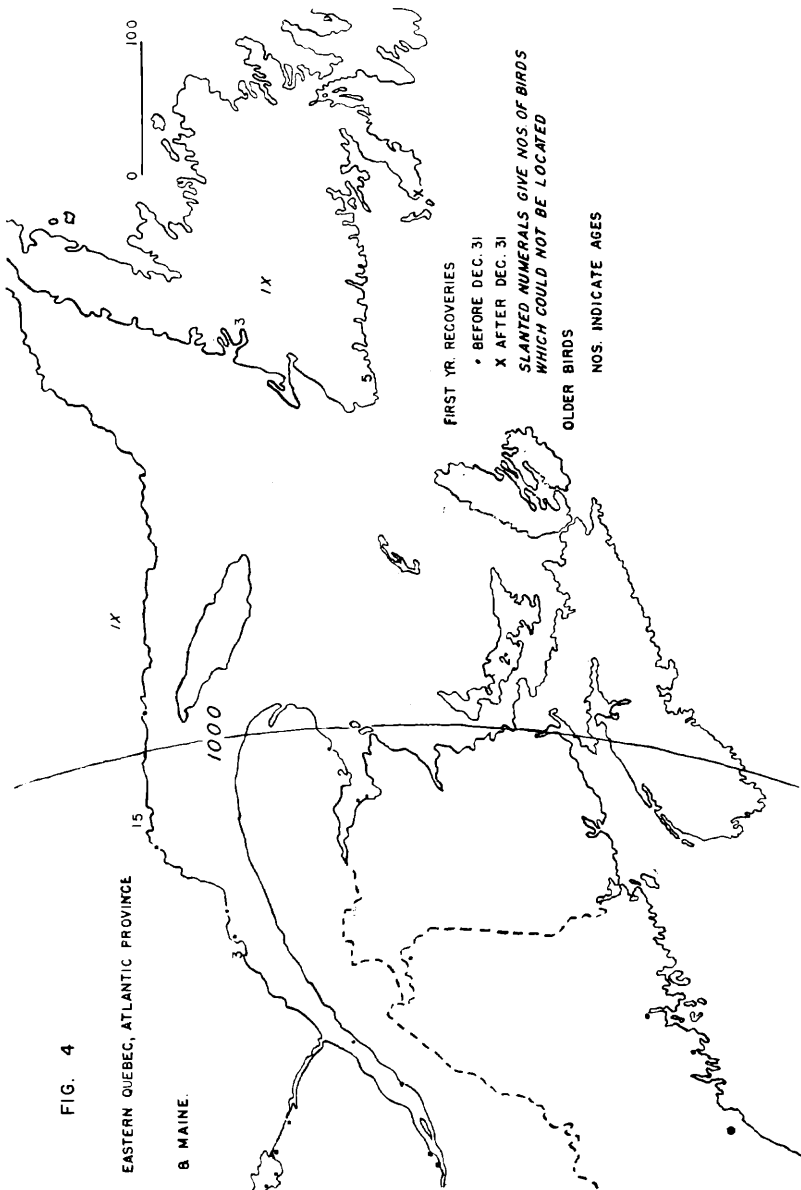 FIG. 4
EASTERN QUEBEC, ATLANTIC PROVINCE
& MAINE.
0 100
15
1X
1000
3
3
1X
5
2
2
X
FIRST YR. RECOVERIES
• BEFORE DEC. 31
X AFTER DEC. 31
SLANTED NUMERALS GIVE NOS. OF BIRDS
WHICH COULD NOT BE LOCATED
OLDER BIRDS
NOS. INDICATE AGES